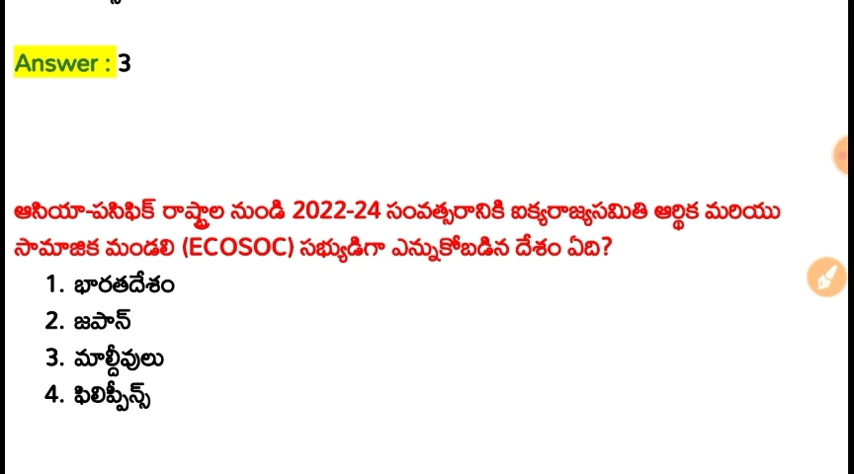 Answer : 3
ఆసియా-పసిఫిక్ రాష్ట్రాల నుండి 2022-24 సంవత్సరానికి ఐక్యరాజ్యసమితి ఆర్థిక మరియు
సామాజిక మండలి (ECOSOC) సభ్యుడిగా ఎన్నుకోబడిన దేశం ఏది?
1. భారతదేశం
2. జపాన్
3. మాల్దీవులు
4. ఫిలిప్పీన్స్